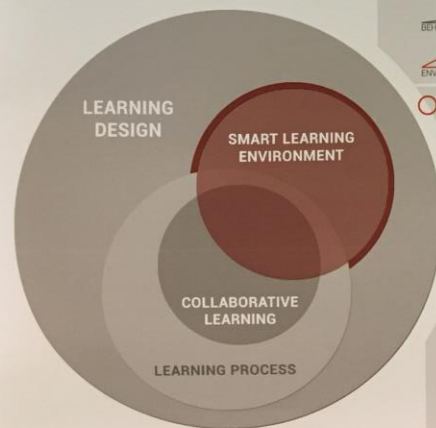 LEARNING
DESIGN
SMART LEARNING
ENVIRONMENT
COLLABORATIVE
LEARNING
LEARNING PROCESS